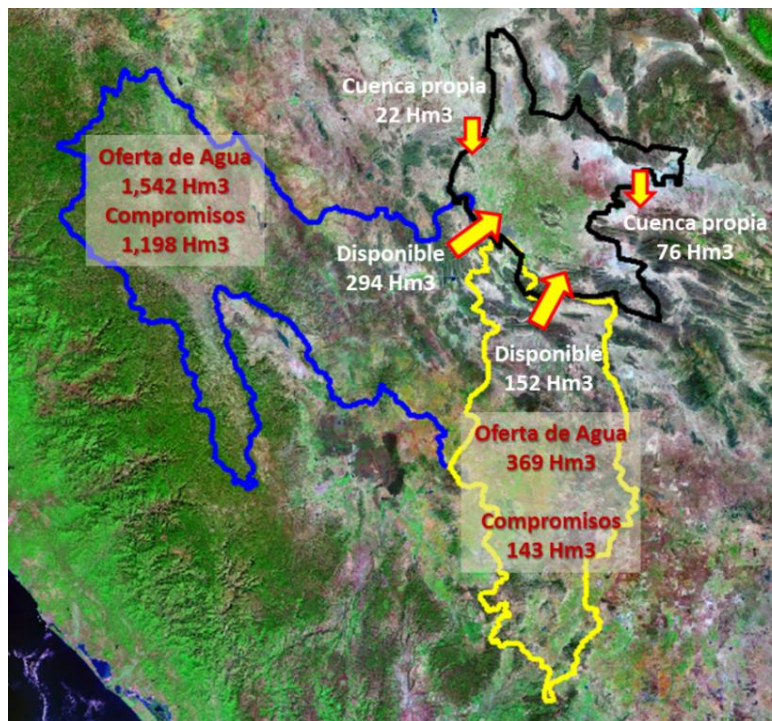 Cuenca propia
22 Hm3
Oferta de Agua
1,542 Hm3
Compromisos
1,198 Hm3
Cuenca propia
76 Hm3
Disponible
294 Hm3
Disponible
152 Hm3
Oferta de Agua
369 Hm3
Compromisos
143 Hm3